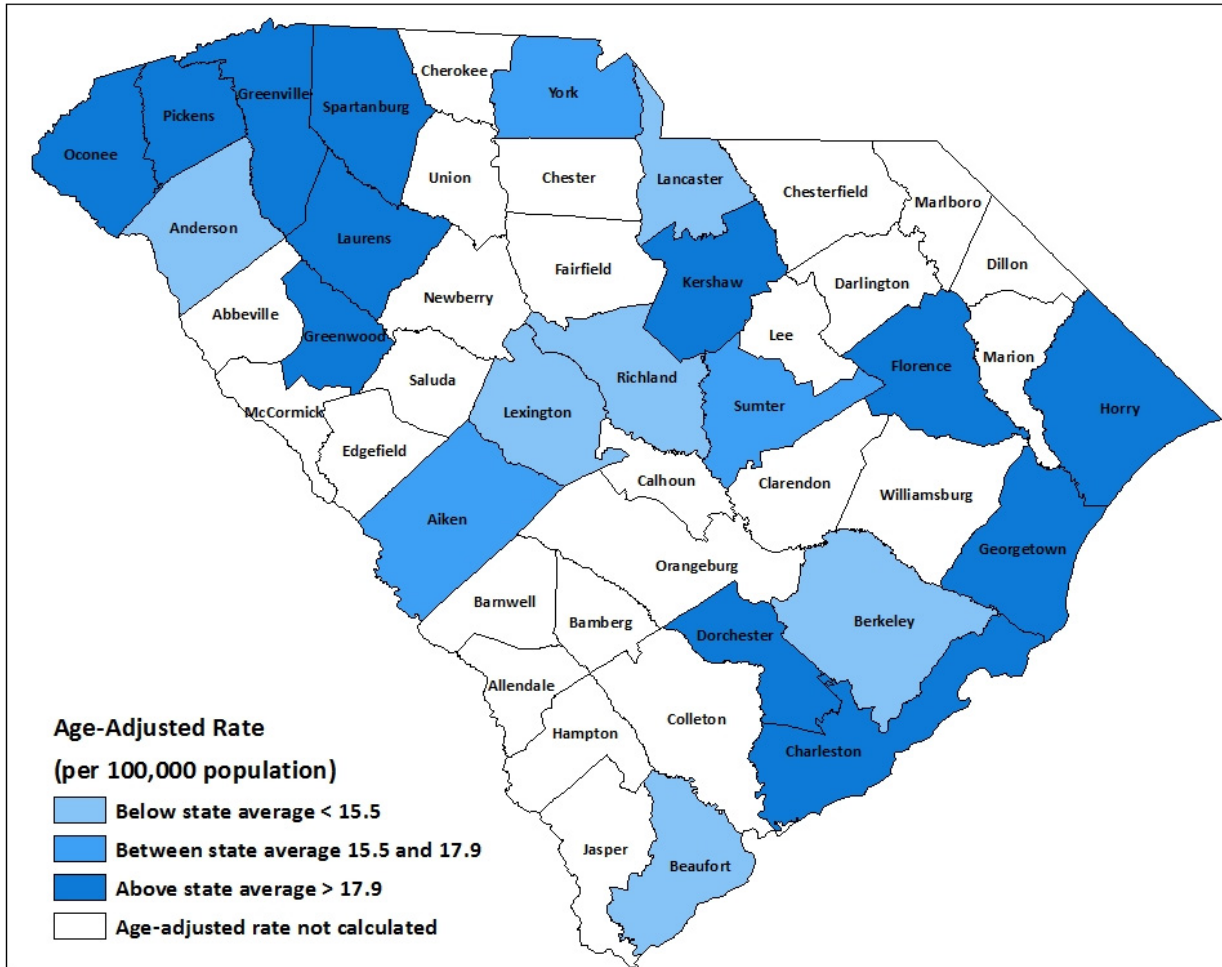 Cherokee
York
Greenville
Pickens
Spartanburg
Oconee
Union
Chester
Lancaster
Chesterfield
Marlboro
Anderson
Laurens
Fairfield
Kershaw
Darlington
Dillon
Newberry
Abbeville
Greenwood
Lee
Marion
Saluda
Richland
Florence
McCormick
Lexington
Sumter
Horry
Edgefield
Calhoun
Clarendon
Williamsburg
Aiken
Georgetown
Orangeburg
Barnwell
Bamberg
Berkeley
Dorchester
Allendale
Colleton
Hampton
Charleston
Jasper
Beaufort
Age-Adjusted Rate
(per 100,000 population)
Below state average < 15.5
Between state average 15.5 and 17.9
Above state average > 17.9
Age-adjusted rate not calculated